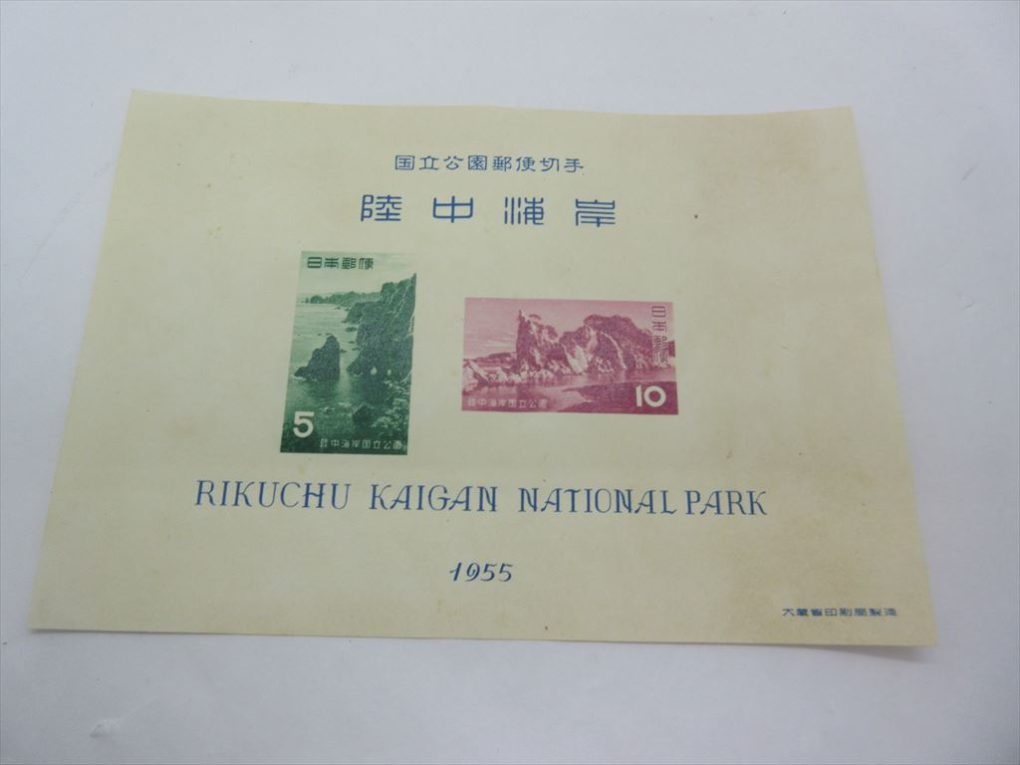 国立公園郵便切手
陸中海岸
日本郵便
5
陸中海岸国立公園
日本郵便
陸中海岸国立公園
10
RIKUCHU KAIGAN NATIONAL PARK
1955
大蔵省印刷局製造